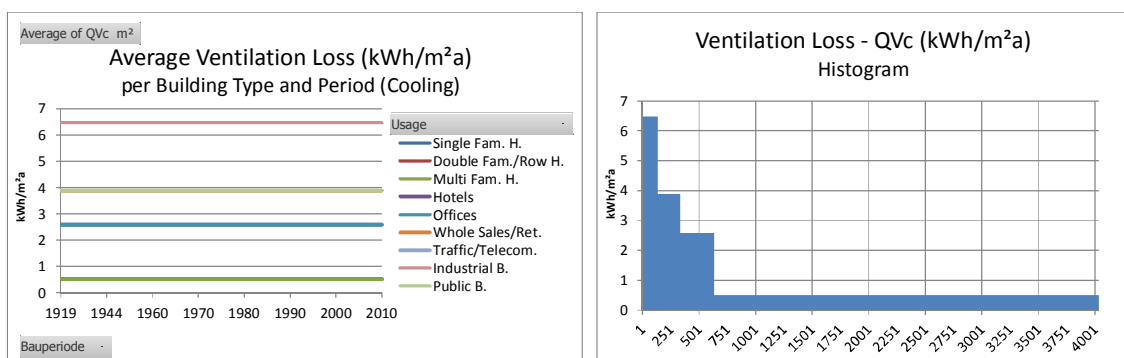 Average of QVc m²
Average Ventilation Loss (kWh/m²a)
per Building Type and Period (Cooling)
7
6
5
4
3
2
1
0
kWh/m²a
1919 1944 1960 1970 1980 1990 2000 2010
Usage
Single Fam. H.
Double Fam./Row H.
Multi Fam. H.
Hotels
Offices
Whole Sales/Ret.
Traffic/Telecom.
Industrial B.
Public B.
Bauperiode
Ventilation Loss - QVc (kWh/m²a)
Histogram
7
6
5
4
3
2
1
0
kWh/m²a
1 251 501 751 1001 1251 1501 1751 2001 2251 2501 2751 3001 3251 3501 3751 4001